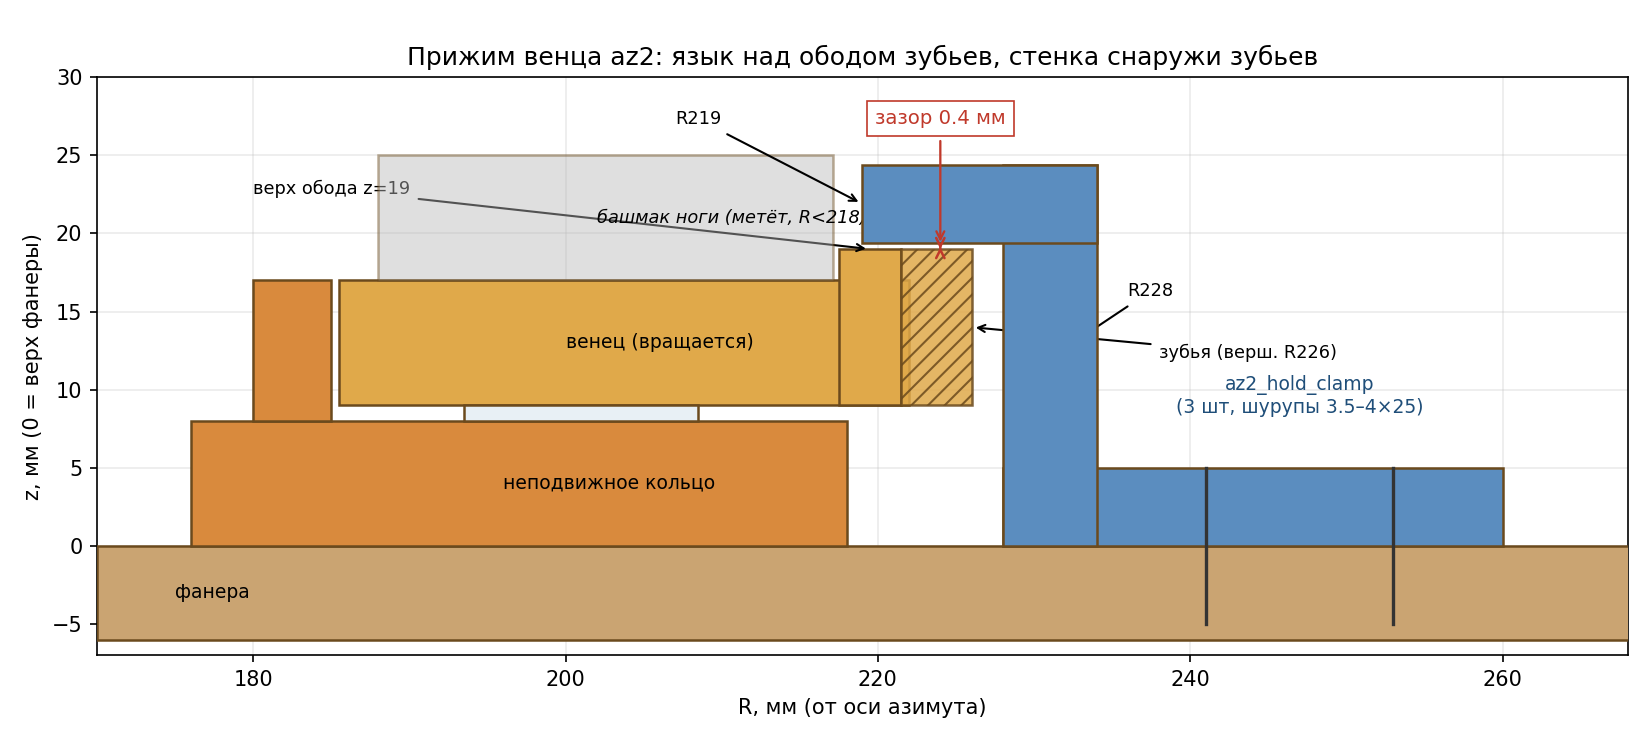 Прижим венца az2: язык над ободом зубьев, стенка снаружи зубьев
z, мм (0 = верх фанеры)
30
25
20
15
10
5
0
−5
R219
зазор 0.4 мм
верх обода z=19
башмак ноги (метёт, R<218)
R228
венец (вращается)
зубья (верш. R226)
az2_hold_clamp
(3 шт, шурупы 3.5–4×25)
неподвижное кольцо
фанера
180
200
220
240
260
R, мм (от оси азимута)